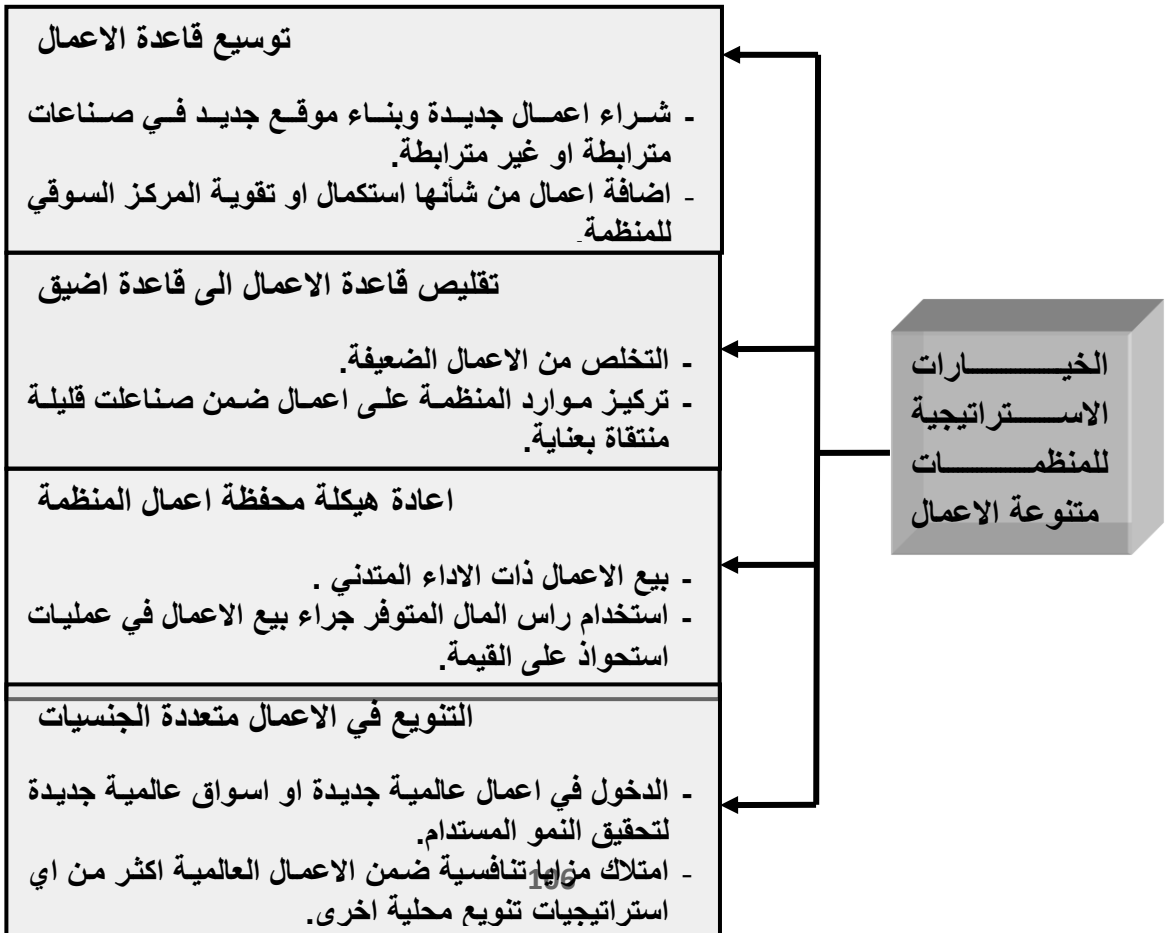 توسيع قاعدة الاعمال
- شراء اعمال جديدة وبناء موقع جديد في صناعات
مترابطة او غير مترابطة.
- اضافة اعمال من شأنها استكمال او تقوية المركز السوقي
للمنظمة.
تقليص قاعدة الاعمال الى قاعدة اضيق
- التخلص من الاعمال الضعيفة.
- تركيز موارد المنظمة على اعمال ضمن صناعلت قليلة
منتقاة بعناية.
اعادة هيكلة محفظة اعمال المنظمة
- بيع الاعمال ذات الاداء المتدني .
- استخدام راس المال المتوفر جراء بيع الاعمال في عمليات
استحواذ على القيمة.
التنويع في الاعمال متعددة الجنسيات
- الدخول في اعمال عالمية جديدة او اسواق عالمية جديدة
لتحقيق النمو المستدام.
- امتلاك مزايا تنافسية ضمن الاعمال العالمية اكثر من اي
استراتيجيات تنويع محلية اخرى.
106
الخيارات
الاستراتيجية
للمنظمات
متنوعة الاعمال